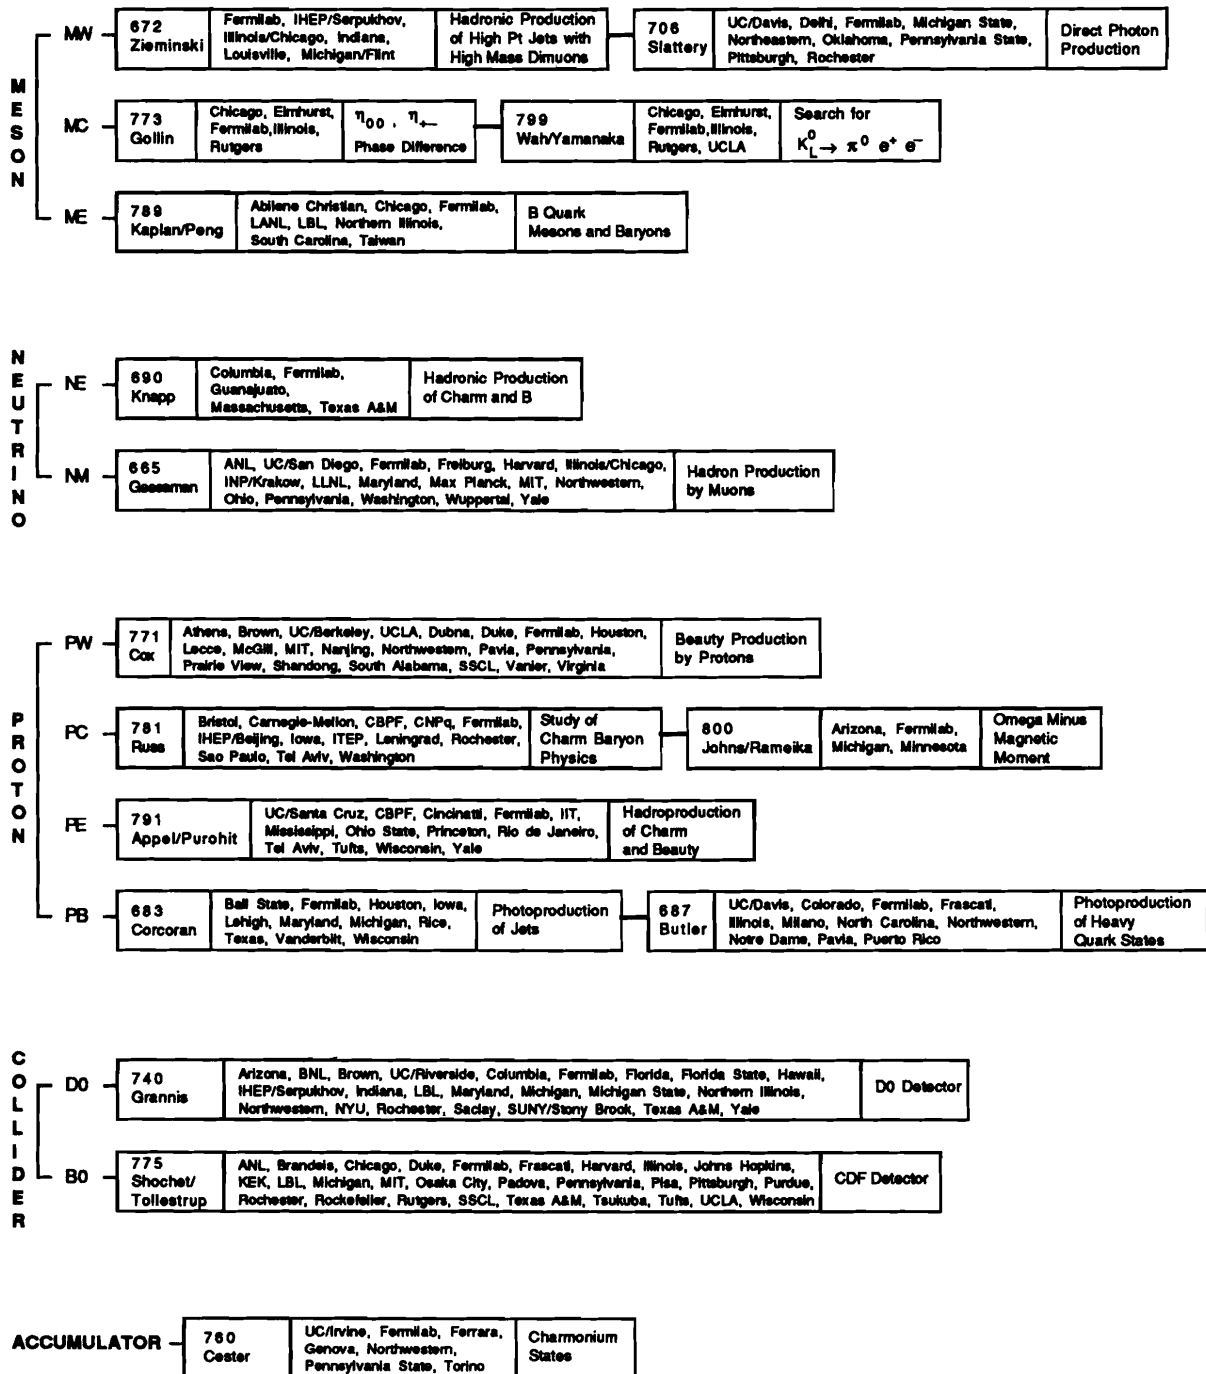 MESON
MW
672
Zieminski
Fermilab, IHEP/Serpukhov,
Illinois/Chicago, Indiana,
Louisville, Michigan/Flint
Hadronic Production
of High Pt Jets with
High Mass Dimuons
706
Slattery
UC/Davis, Delhi, Fermilab, Michigan State,
Northeastern, Oklahoma, Pennsylvania State,
Pittsburgh, Rochester
Direct Photon
Production
MC
773
Gollin
Chicago, Elmhurst,
Fermilab,Illinois,
Rutgers
η00 , η+−
Phase Difference
799
Wah/Yamanaka
Chicago, Elmhurst,
Fermilab,Illinois,
Rutgers, UCLA
Search for
K⁰L → π⁰ e⁺ e⁻
ME
789
Kaplan/Peng
Abilene Christian, Chicago, Fermilab,
LANL, LBL, Northern Illinois,
South Carolina, Taiwan
B Quark
Mesons and Baryons
NEUTRINO
NE
690
Knapp
Columbia, Fermilab,
Guanajuato,
Massachusetts, Texas A&M
Hadronic Production
of Charm and B
NM
665
Geesaman
ANL, UC/San Diego, Fermilab, Freiburg, Harvard, Illinois/Chicago,
INP/Krakow, LLNL, Maryland, Max Planck, MIT, Northwestern,
Ohio, Pennsylvania, Washington, Wuppertal, Yale
Hadron Production
by Muons
PROTON
PW
771
Cox
Athens, Brown, UC/Berkeley, UCLA, Dubna, Duke, Fermilab, Houston,
Lecce, McGill, MIT, Nanjing, Northwestern, Pavia, Pennsylvania,
Prairie View, Shandong, South Alabama, SSCL, Vanier, Virginia
Beauty Production
by Protons
PC
781
Russ
Bristol, Carnegie-Mellon, CBPF, CNPq, Fermilab,
IHEP/Beijing, Iowa, ITEP, Leningrad, Rochester,
Sao Paulo, Tel Aviv, Washington
Study of
Charm Baryon
Physics
800
Johns/Rameika
Arizona, Fermilab,
Michigan, Minnesota
Omega Minus
Magnetic
Moment
PE
791
Appel/Purohit
UC/Santa Cruz, CBPF, Cincinatti, Fermilab, IIT,
Mississippi, Ohio State, Princeton, Rio de Janeiro,
Tel Aviv, Tufts, Wisconsin, Yale
Hadroproduction
of Charm
and Beauty
PB
683
Corcoran
Ball State, Fermilab, Houston, Iowa,
Lehigh, Maryland, Michigan, Rice,
Texas, Vanderbilt, Wisconsin
Photoproduction
of Jets
687
Butler
UC/Davis, Colorado, Fermilab, Frascati,
Illinois, Milano, North Carolina, Northwestern,
Notre Dame, Pavia, Puerto Rico
Photoproduction
of Heavy
Quark States
COLLIDER
D0
740
Grannis
Arizona, BNL, Brown, UC/Riverside, Columbia, Fermilab, Florida, Florida State, Hawaii,
IHEP/Serpukhov, Indiana, LBL, Maryland, Michigan, Michigan State, Northern Illinois,
Northwestern, NYU, Rochester, Saclay, SUNY/Stony Brook, Texas A&M, Yale
D0 Detector
B0
775
Shochet/
Tollestrup
ANL, Brandeis, Chicago, Duke, Fermilab, Frascati, Harvard, Illinois, Johns Hopkins,
KEK, LBL, Michigan, MIT, Osaka City, Padova, Pennsylvania, Pisa, Pittsburgh, Purdue,
Rochester, Rockefeller, Rutgers, SSCL, Texas A&M, Tsukuba, Tufts, UCLA, Wisconsin
CDF Detector
ACCUMULATOR
760
Cester
UC/Irvine, Fermilab, Ferrara,
Genova, Northwestern,
Pennsylvania State, Torino
Charmonium
States